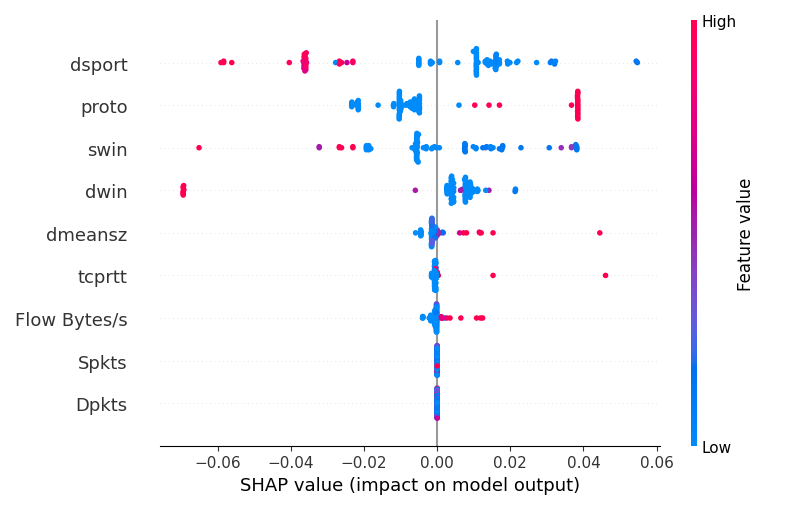 High
dsport
proto
swin
dwin
dmeansz
tcprtt
Flow Bytes/s
Spkts
Dpkts
Feature value
Low
−0.06 −0.04 −0.02 0.00 0.02 0.04 0.06
SHAP value (impact on model output)